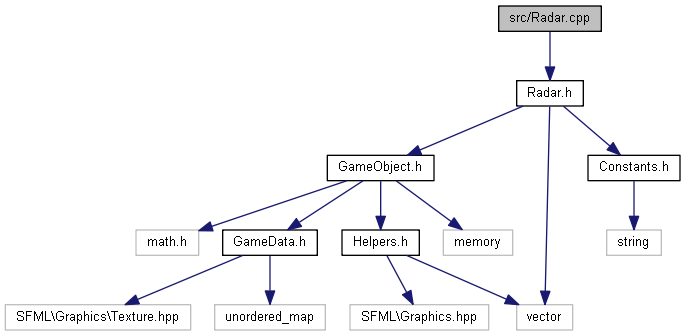 src/Radar.cpp
Radar.h
GameObject.h
Constants.h
math.h
GameData.h
Helpers.h
memory
string
SFML\Graphics\Texture.hpp
unordered_map
SFML\Graphics.hpp
vector